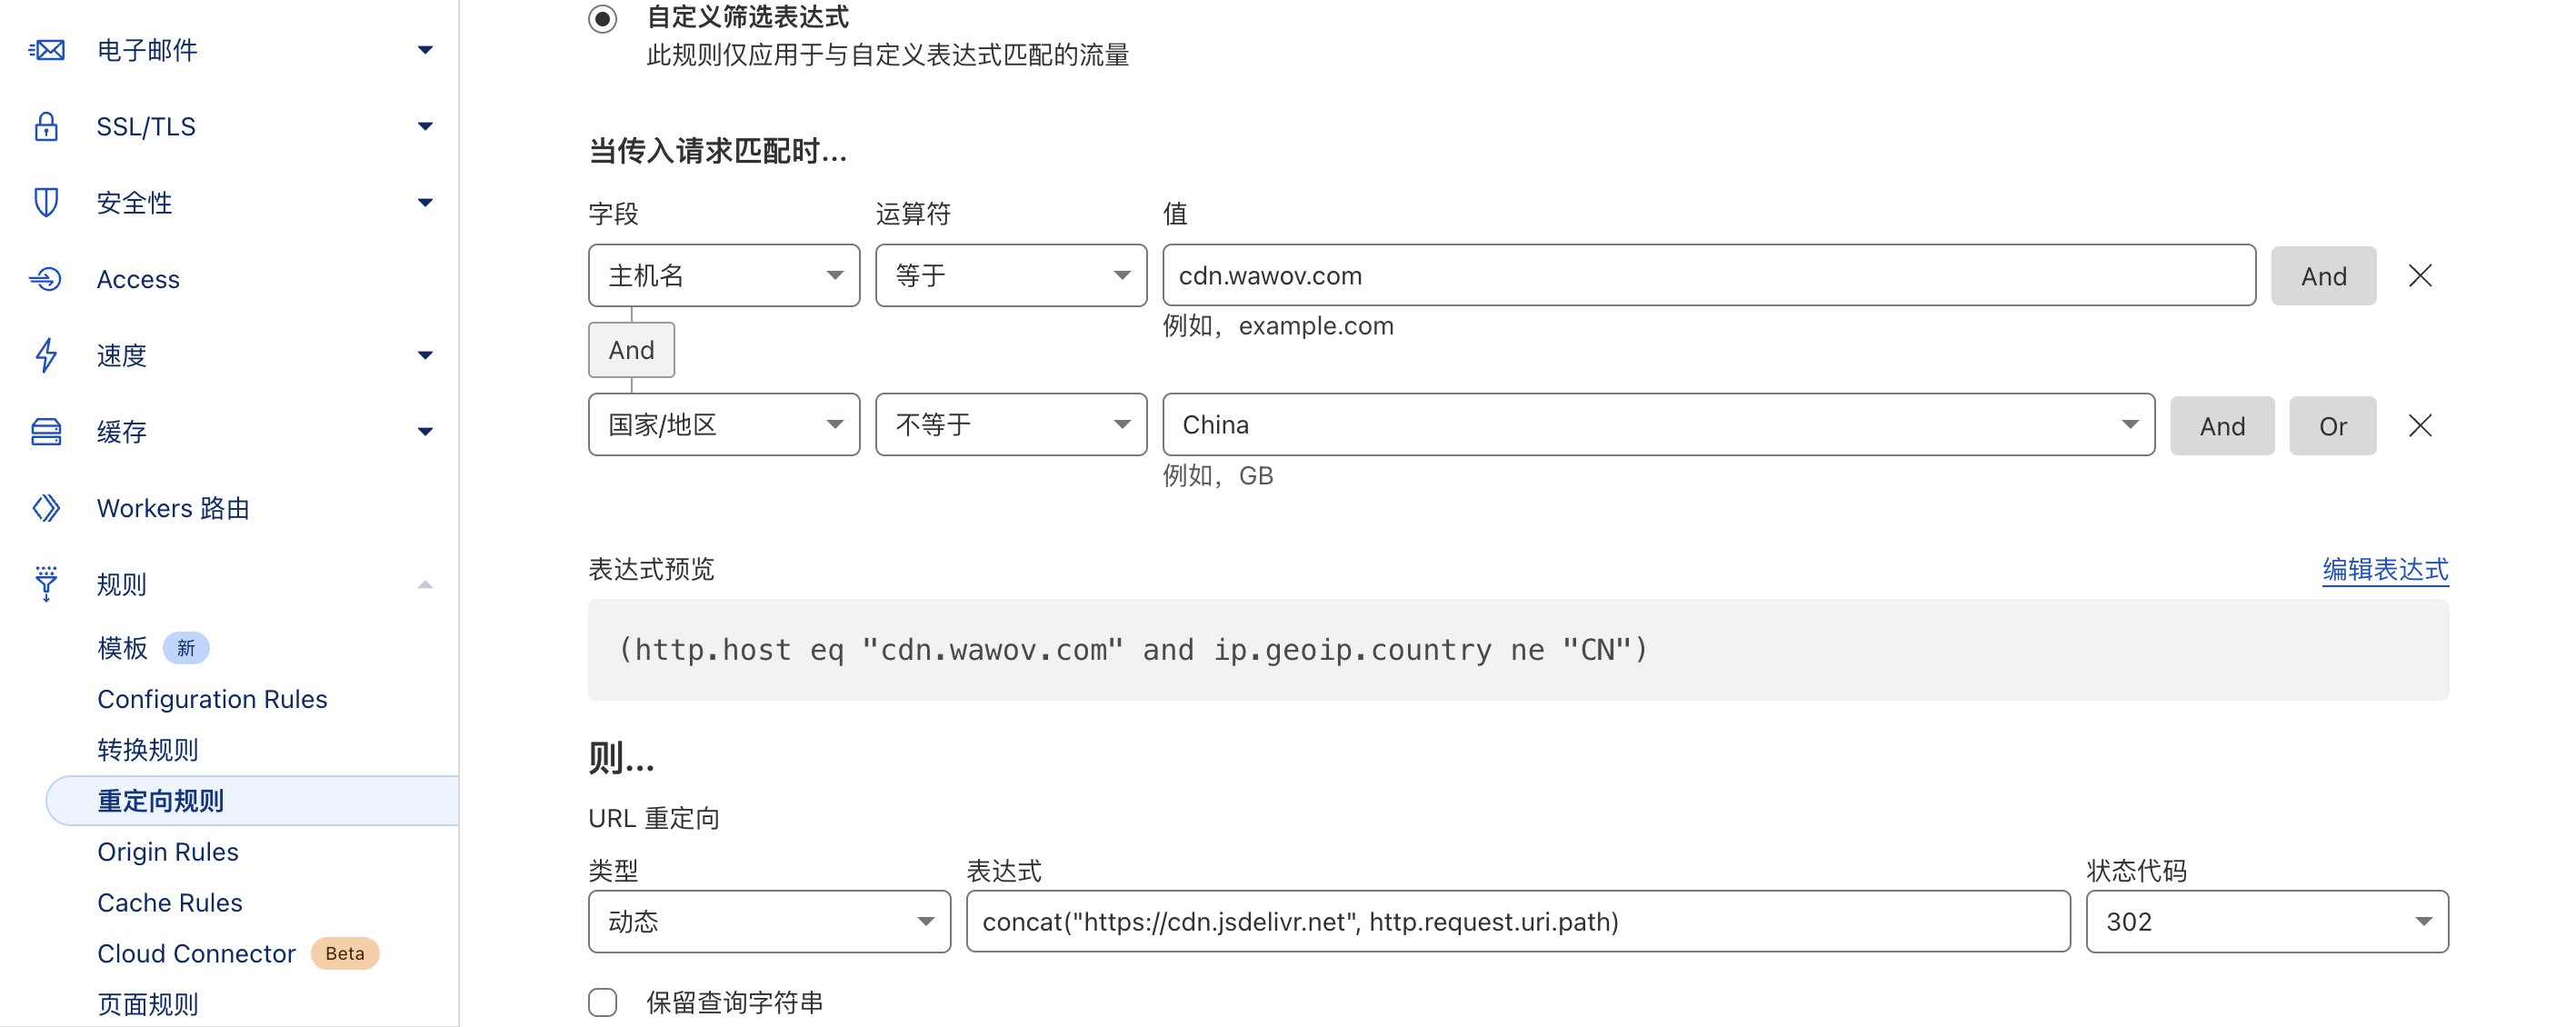 电子邮件
SSL/TLS
安全性
Access
速度
缓存
Workers 路由
规则
模板 新
Configuration Rules
转换规则
重定向规则
Origin Rules
Cache Rules
Cloud Connector Beta
页面规则
自定义筛选表达式
此规则仅应用于与自定义表达式匹配的流量
当传入请求匹配时...
字段 运算符 值
主机名 等于 cdn.wawov.com And
例如，example.com
And
国家/地区 不等于 China And Or
例如，GB
表达式预览 编辑表达式
(http.host eq "cdn.wawov.com" and ip.geoip.country ne "CN")
则...
URL 重定向
类型 表达式 状态代码
动态 concat("https://cdn.jsdelivr.net", http.request.uri.path) 302
保留查询字符串